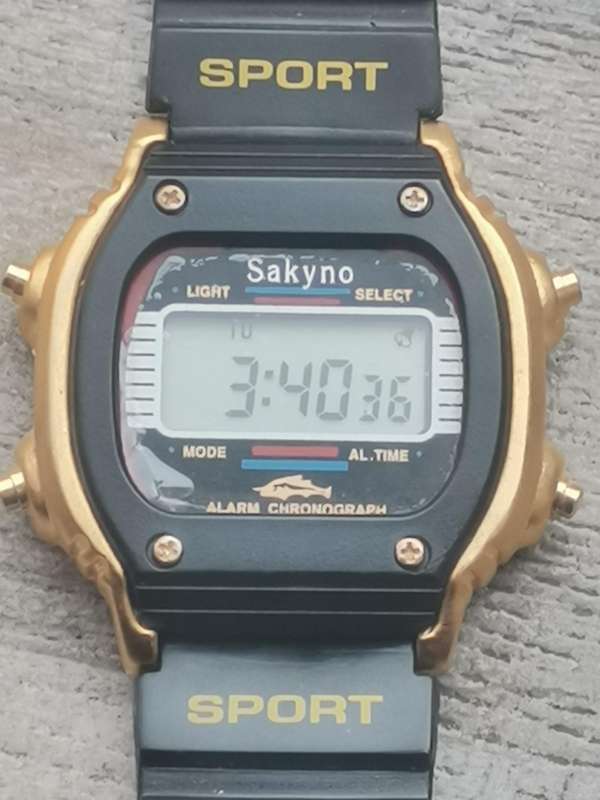 SPORT
Sakyno
LIGHT SELECT
TU
3:40 36
MODE AL.TIME
ALARM CHRONOGRAPH
SPORT